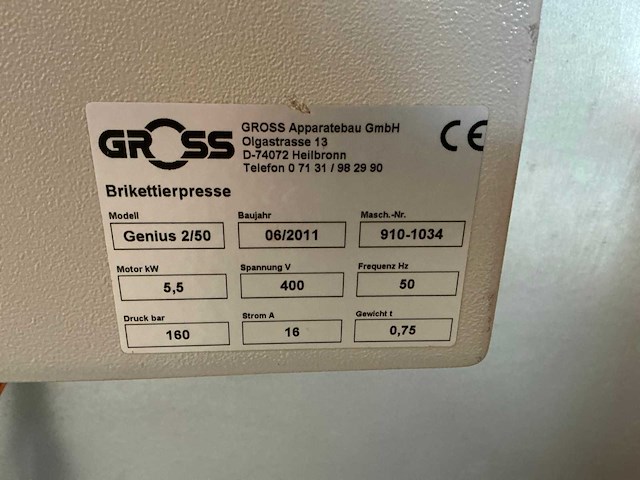 GROSS
GROSS Apparatebau GmbH
Olgastrasse 13
D-74072 Heilbronn
Telefon 0 71 31 / 98 29 90
CE
Brikettierpresse
Modell Baujahr Masch.-Nr.
Genius 2/50 06/2011 910-1034
Motor kW Spannung V Frequenz Hz
5,5 400 50
Druck bar Strom A Gewicht t
160 16 0,75